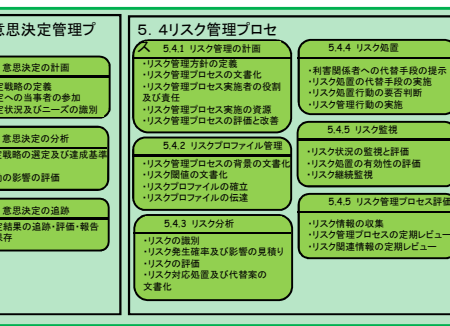 意思決定管理プ
意思決定の計画
定戦略の定義
定への当事者の参加
定状況及びニーズの識別
意思決定の分析
定戦略の選定及び達成基準
の影響の評価
意思決定の追跡
定結果の追跡・評価・報告
保存
5. 4リスク管理プロセ
ス
5.4.1 リスク管理の計画
・リスク管理方針の定義
・リスク管理プロセスの文書化
・リスク管理プロセス実施者の役割
及び責任
・リスク管理プロセス実施の資源
・リスク管理プロセスの評価と改善
5.4.2 リスクプロファイル管理
・リスク管理プロセスの背景の文書化
・リスク閾値の文書化
・リスクプロファイルの確立
・リスクプロファイルの伝達
5.4.3 リスク分析
・リスクの識別
・リスク発生確率及び影響の見積り
・リスクの評価
・リスク対応処置及び代替案の
文書化
5.4.4 リスク処置
・利害関係者への代替手段の提示
・リスク処置の代替手段の実施
・リスク処置行動の要否判断
・リスク管理行動の実施
5.4.5 リスク監視
・リスク状況の監視と評価
・リスク処置の有効性の評価
・リスク継続監視
5.4.5 リスク管理プロセス評価
・リスク情報の収集
・リスク管理プロセスの定期レビュー
・リスク関連情報の定期レビュー